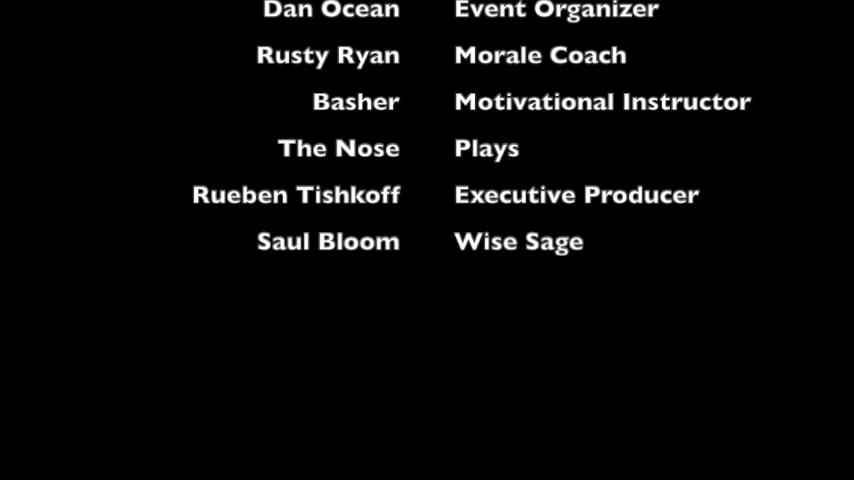 Dan Ocean Event Organizer
Rusty Ryan Morale Coach
Basher Motivational Instructor
The Nose Plays
Rueben Tishkoff Executive Producer
Saul Bloom Wise Sage